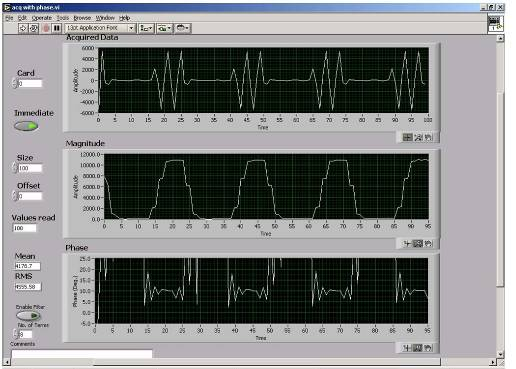 acq with phase.vi
File Edit Operate Tools Browse Window Help
13pt Application Font
Card
0
Immediate
Size
100
Offset
0
Values read
100
Mean
4176.7
RMS
4555.58
Enable Filter
No. of Terms
8
Comments
Acquired Data
Amplitude
6000
4000
2000
0
-2000
-4000
-6000
0 5 10 15 20 25 30 35 40 45 50 55 60 65 70 75 80 85 90 95 100
Time
Magnitude
Amplitude
12000.0
10000.0
8000.0
6000.0
4000.0
2000.0
0.0
0 5 10 15 20 25 30 35 40 45 50 55 60 65 70 75 80 85 90 95
Time
Phase
Phase (Deg.)
25.0
20.0
15.0
10.0
5.0
0.0
-5.0
0 5 10 15 20 25 30 35 40 45 50 55 60 65 70 75 80 85 90 95
Time